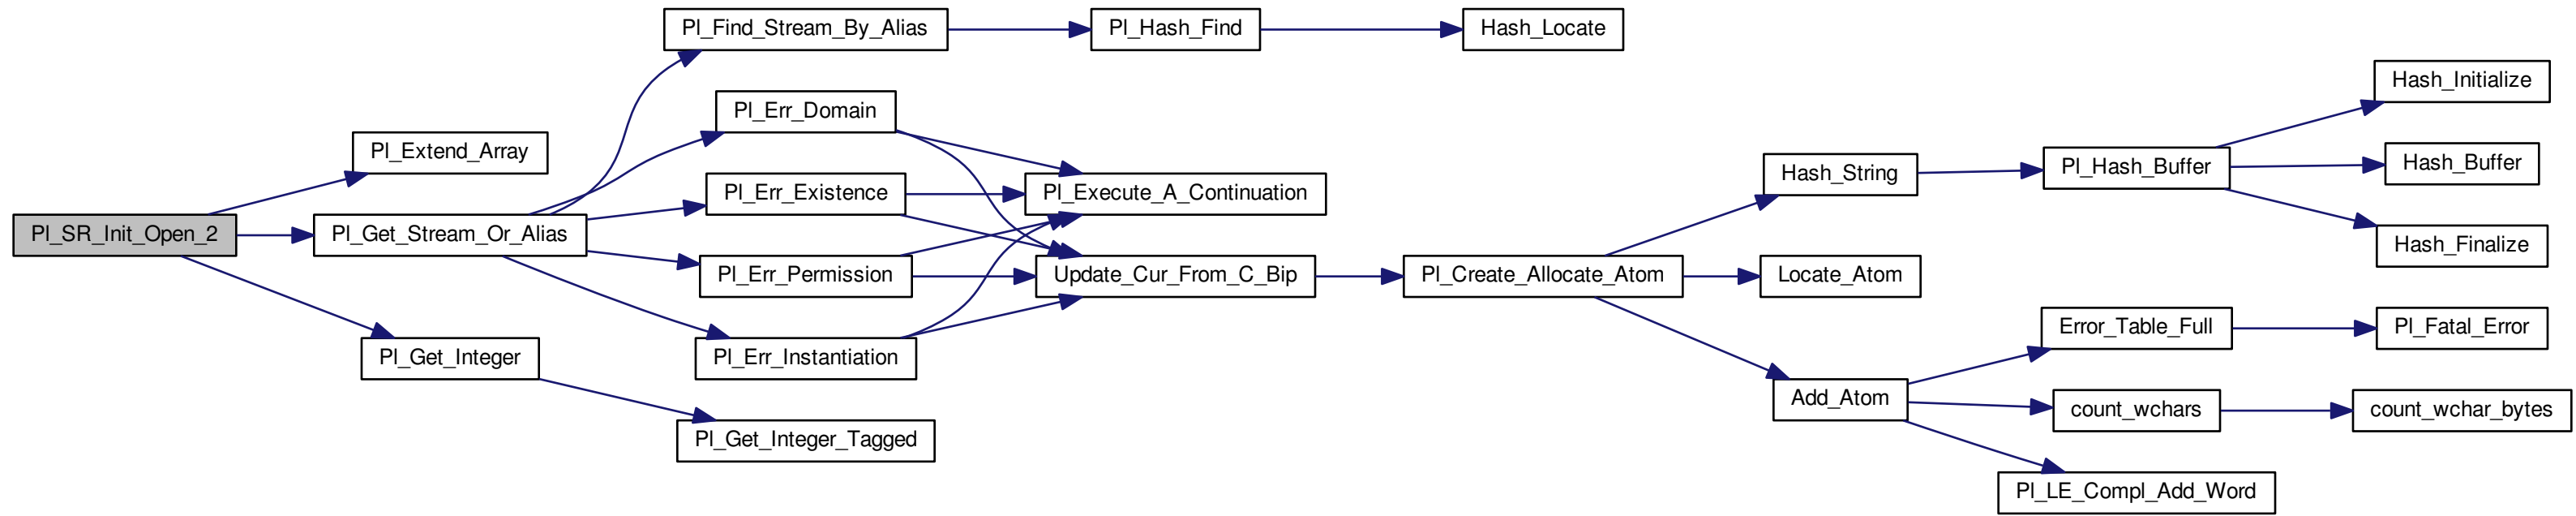 Pl_SR_Init_Open_2
Pl_Extend_Array
Pl_Get_Stream_Or_Alias
Pl_Get_Integer
Pl_Find_Stream_By_Alias
Pl_Err_Domain
Pl_Err_Existence
Pl_Err_Permission
Pl_Err_Instantiation
Pl_Get_Integer_Tagged
Pl_Hash_Find
Pl_Execute_A_Continuation
Update_Cur_From_C_Bip
Hash_Locate
Pl_Create_Allocate_Atom
Hash_String
Locate_Atom
Add_Atom
Pl_Hash_Buffer
Error_Table_Full
count_wchars
Pl_LE_Compl_Add_Word
Hash_Initialize
Hash_Buffer
Hash_Finalize
Pl_Fatal_Error
count_wchar_bytes